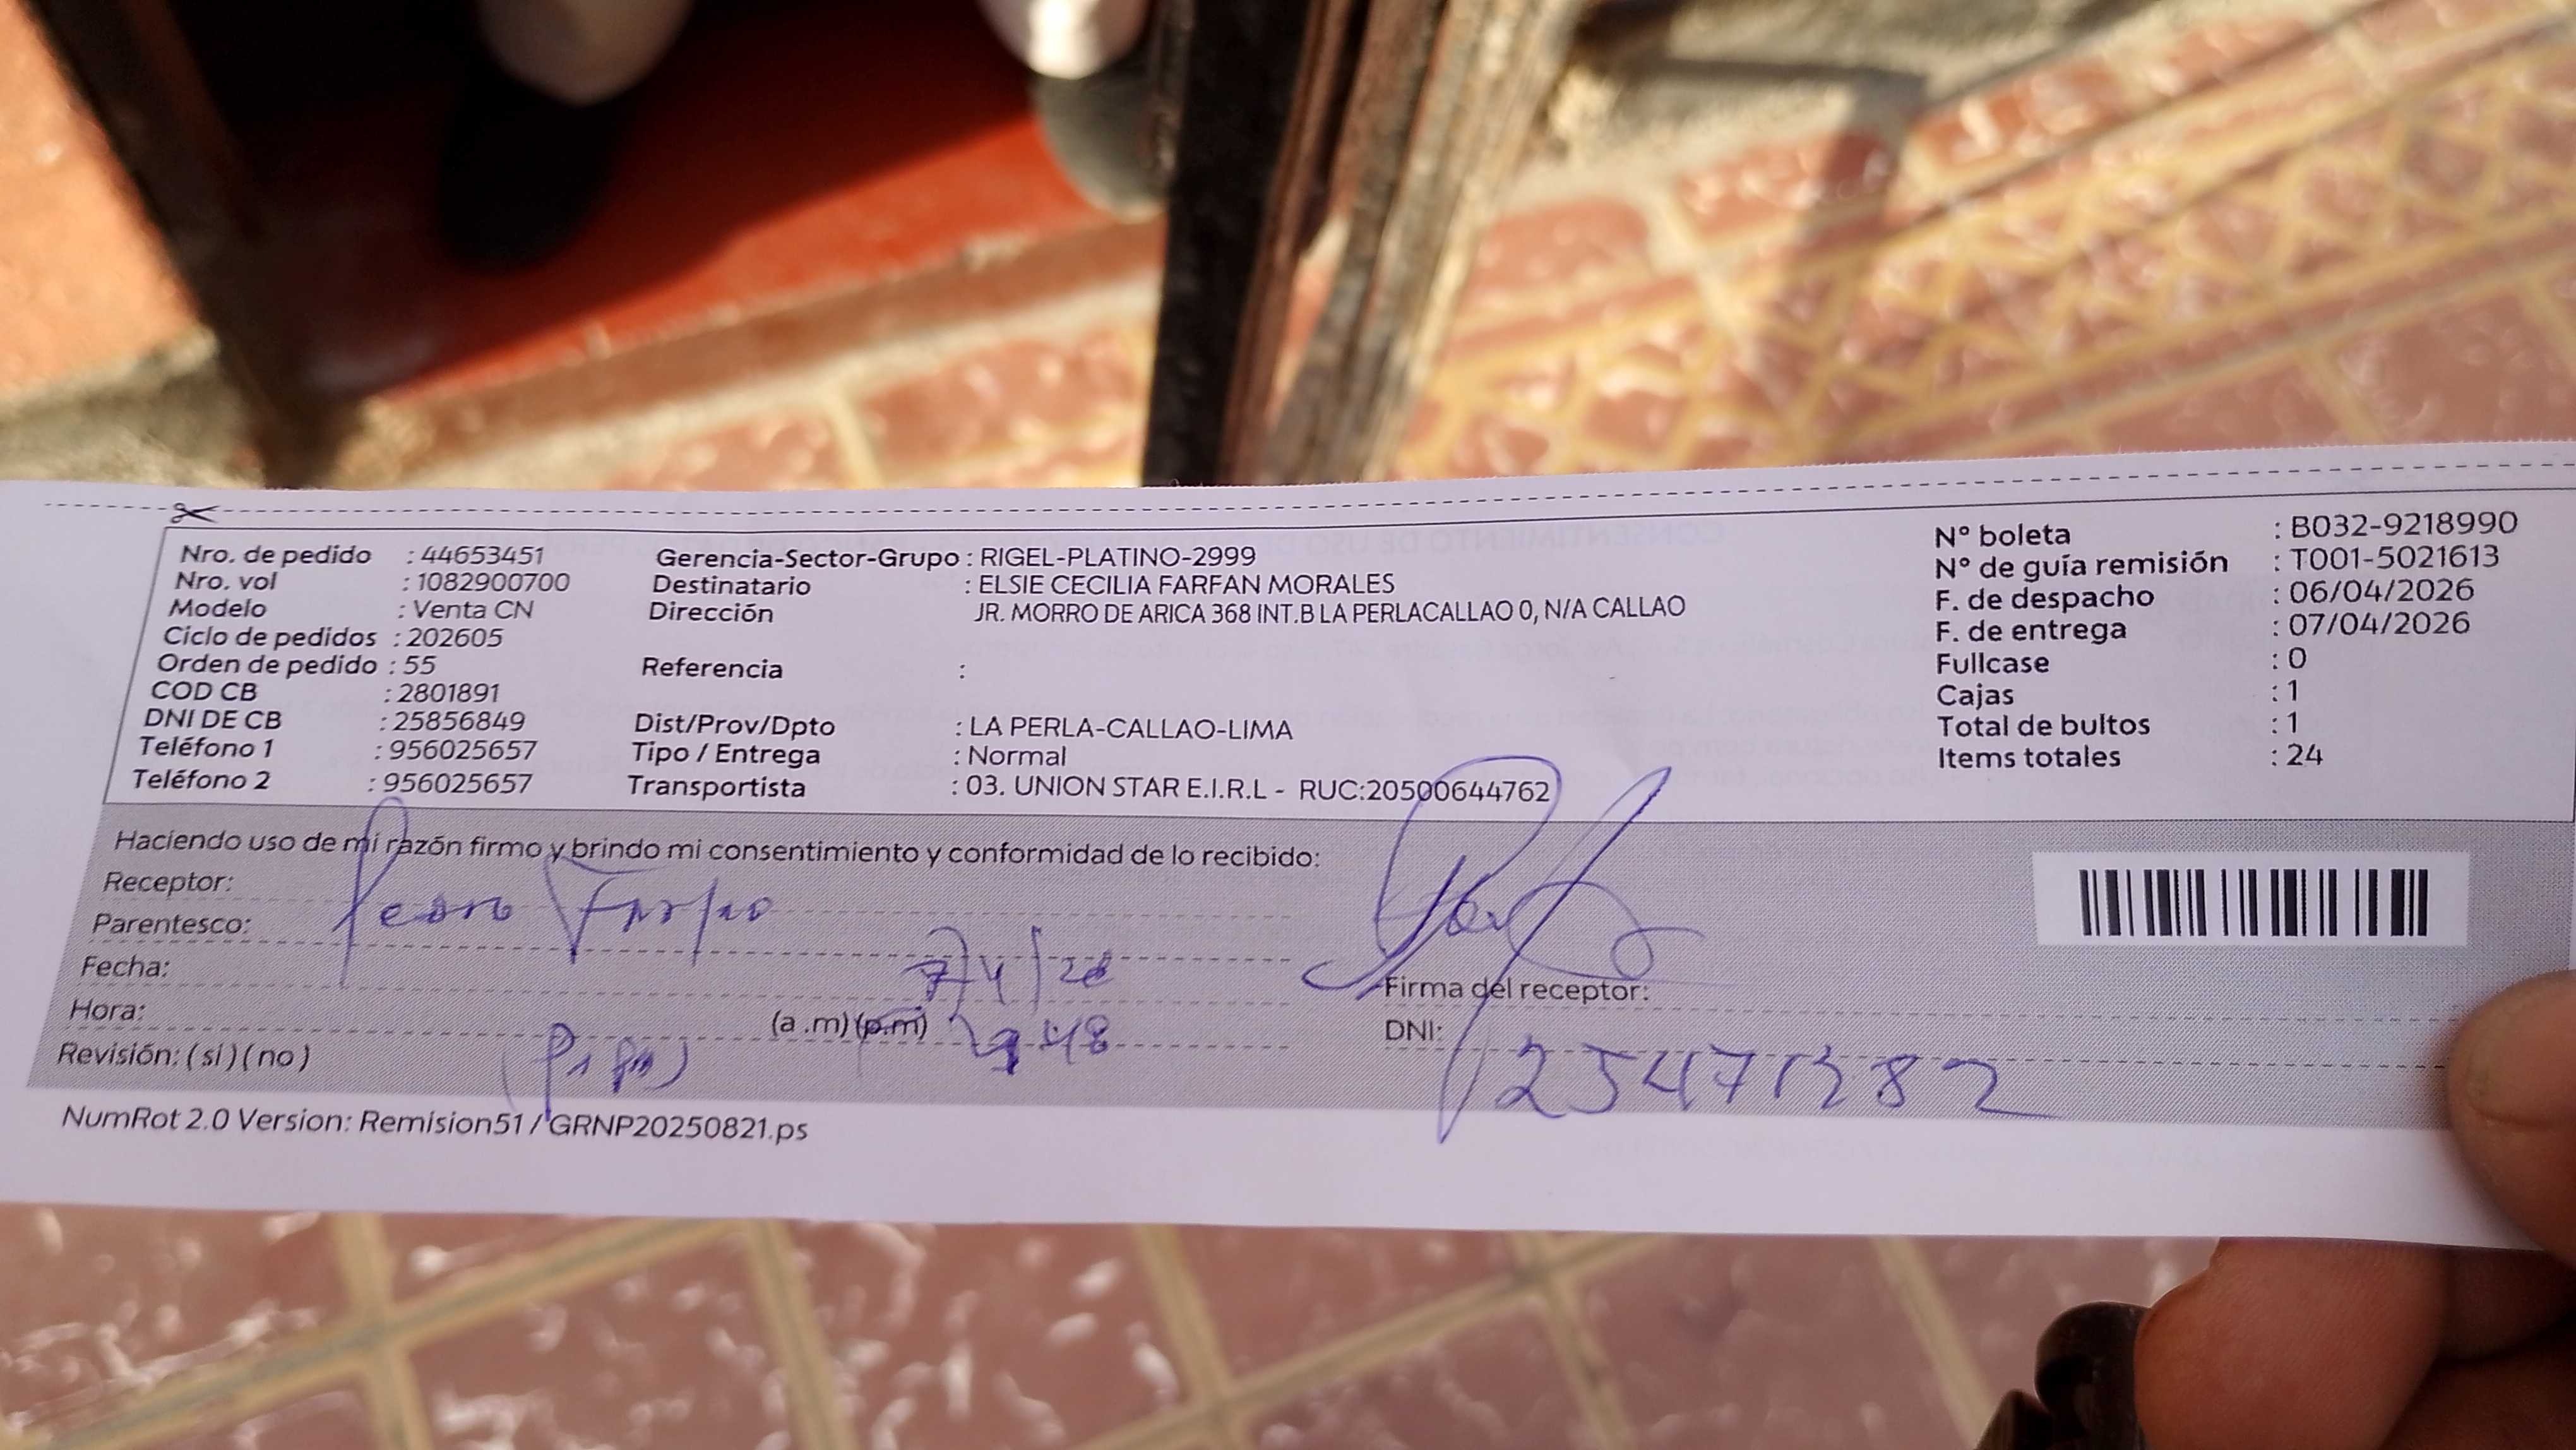 Nro. de pedido : 44653451
Nro. vol : 1082900700
Modelo : Venta CN
Ciclo de pedidos : 202605
Orden de pedido : 55
COD CB : 2801891
DNI DE CB : 25856849
Teléfono 1 : 956025657
Teléfono 2 : 956025657
Gerencia-Sector-Grupo : RIGEL-PLATINO-2999
Destinatario : ELSIE CECILIA FARFAN MORALES
Dirección JR. MORRO DE ARICA 368 INT.B LA PERLACALLAO 0, N/A CALLAO
Referencia :
Dist/Prov/Dpto : LA PERLA-CALLAO-LIMA
Tipo / Entrega : Normal
Transportista : 03. UNION STAR E.I.R.L - RUC:20500644762
Nº boleta : B032-9218990
Nº de guía remisión : T001-5021613
F. de despacho : 06/04/2026
F. de entrega : 07/04/2026
Fullcase : 0
Cajas : 1
Total de bultos : 1
Items totales : 24
Haciendo uso de mi razón firmo y brindo mi consentimiento y conformidad de lo recibido:
Receptor:
Parentesco:
Fecha: 7/4/26
Hora: (a .m)(p.m)
Revisión: (si)(no)
Firma del receptor:
DNI:
NumRot 2.0 Version: Remision51 / GRNP20250821.ps